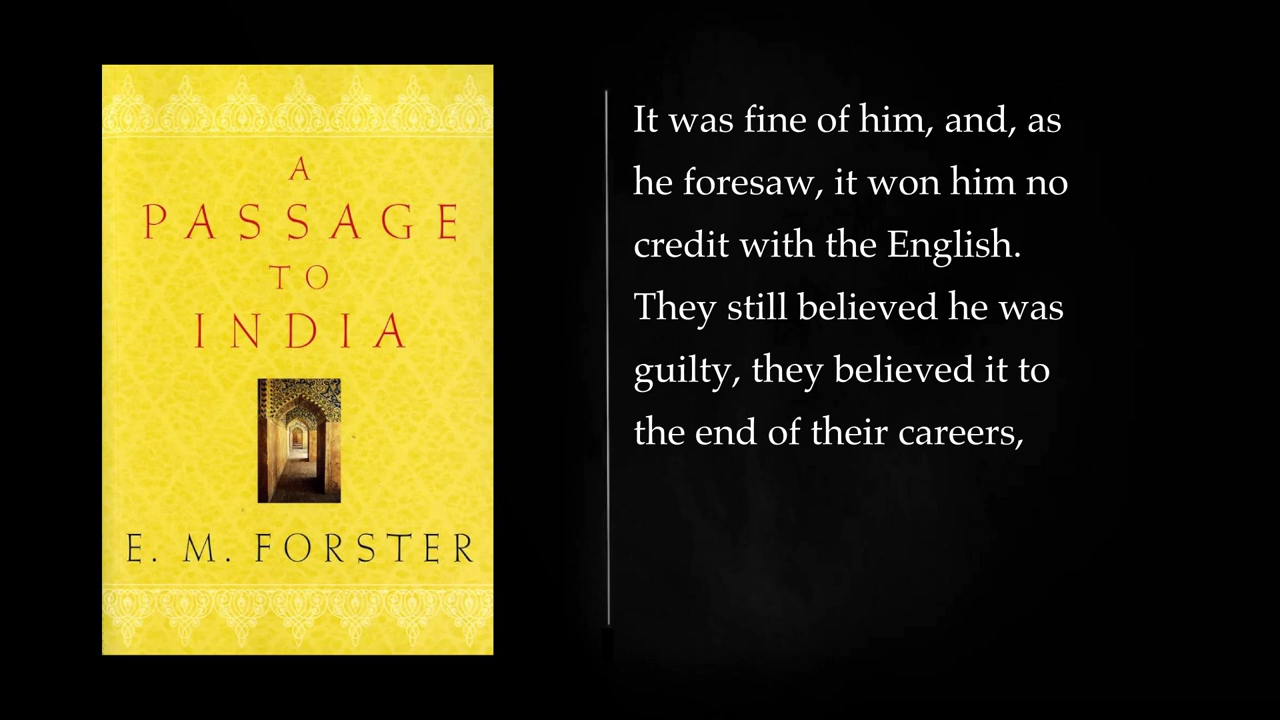 A
PASSAGE
TO
INDIA
E. M. FORSTER
It was fine of him, and, as
he foresaw, it won him no
credit with the English.
They still believed he was
guilty, they believed it to
the end of their careers,